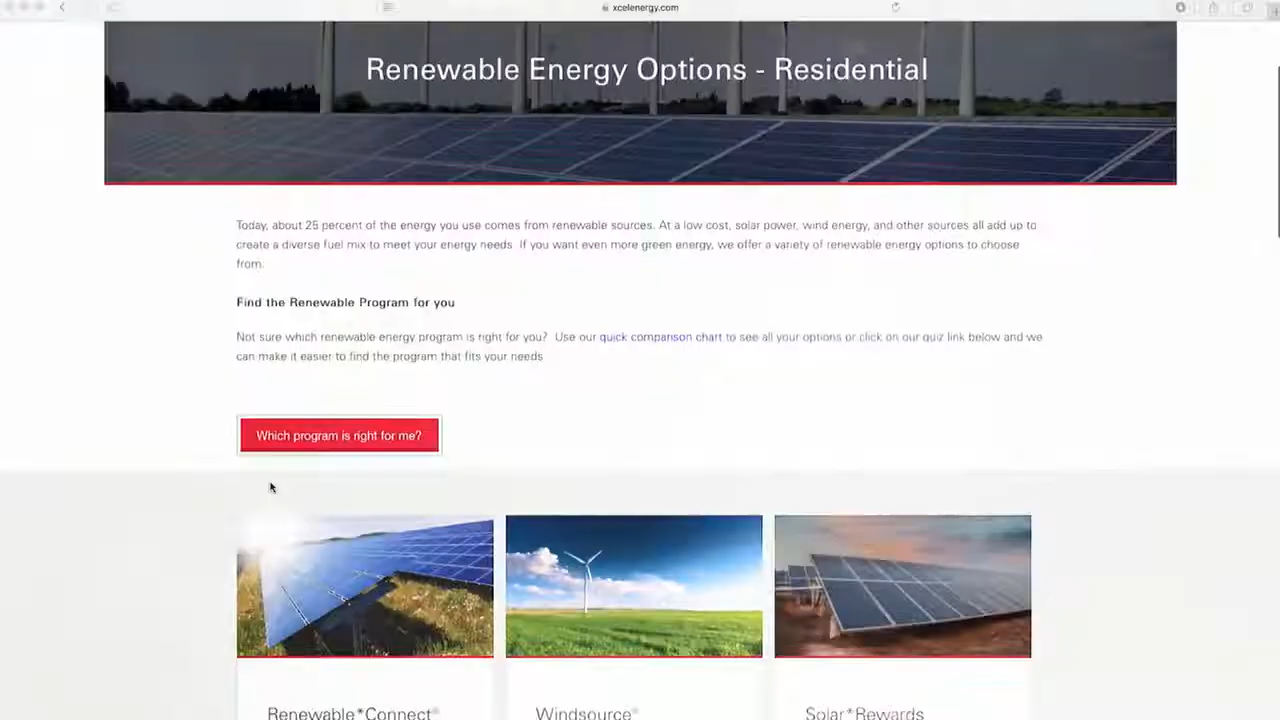 xcelenergy.com
Renewable Energy Options - Residential
Today, about 25 percent of the energy you use comes from renewable sources. At a low cost, solar power, wind energy, and other sources all add up to
create a diverse fuel mix to meet your energy needs. If you want even more green energy, we offer a variety of renewable energy options to choose
from.
Find the Renewable Program for you
Not sure which renewable energy program is right for you? Use our quick comparison chart to see all your options or click on our quiz link below and we
can make it easier to find the program that fits your needs
Which program is right for me?
Renewable*Connect®
Windsource®
Solar*Rewards